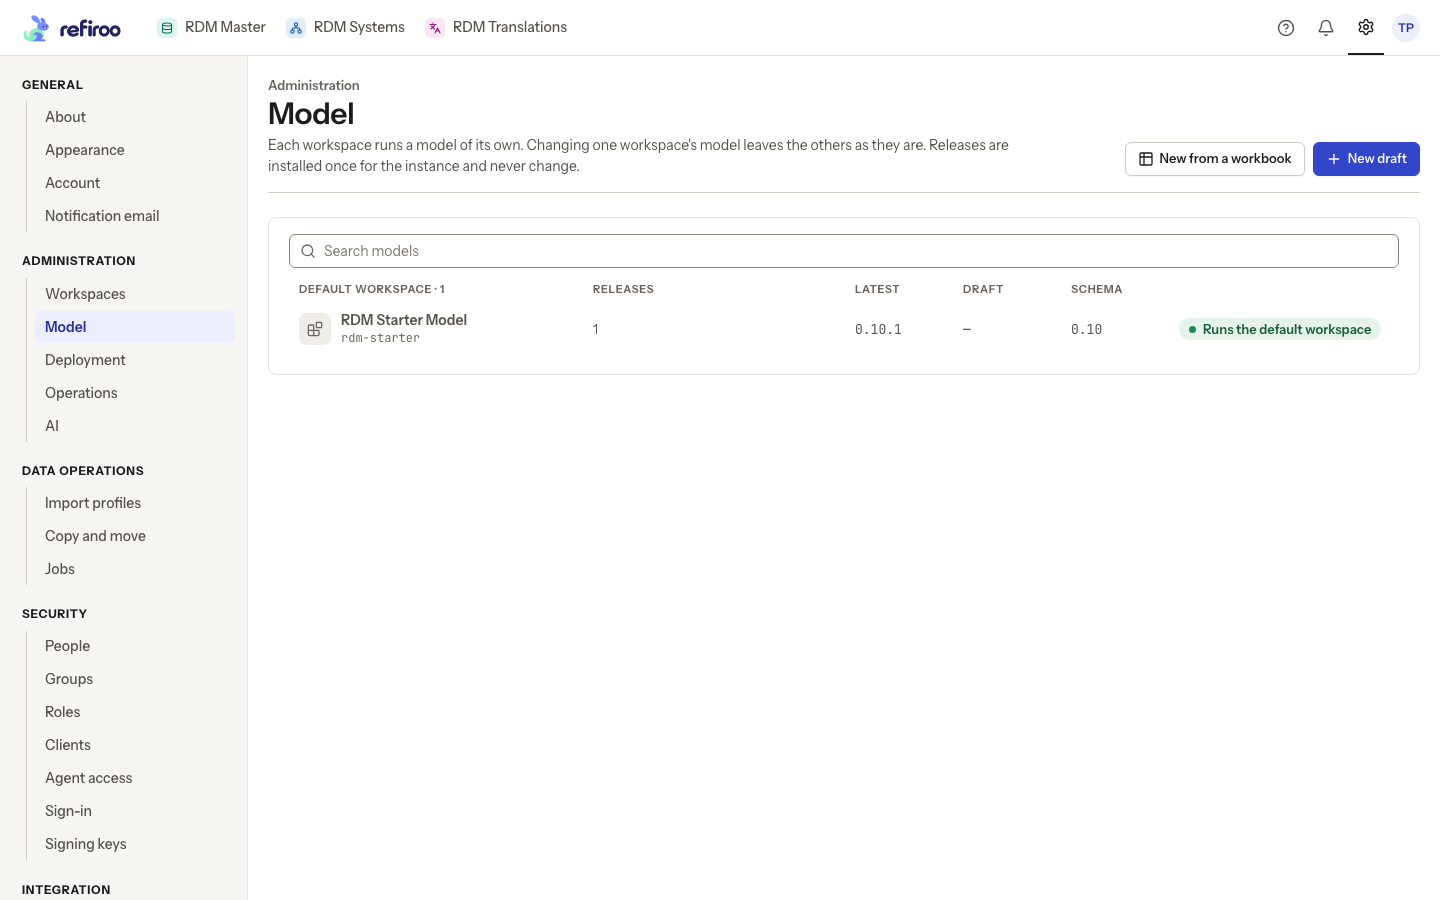 refiroo
RDM Master
RDM Systems
RDM Translations
TP
GENERAL
About
Appearance
Account
Notification email
ADMINISTRATION
Workspaces
Model
Deployment
Operations
AI
DATA OPERATIONS
Import profiles
Copy and move
Jobs
SECURITY
People
Groups
Roles
Clients
Agent access
Sign-in
Signing keys
INTEGRATION
Administration
Model
Each workspace runs a model of its own. Changing one workspace's model leaves the others as they are. Releases are
installed once for the instance and never change.
New from a workbook
New draft
Search models
DEFAULT WORKSPACE · 1 RELEASES LATEST DRAFT SCHEMA
RDM Starter Model
rdm-starter
1 0.10.1 — 0.10 Runs the default workspace